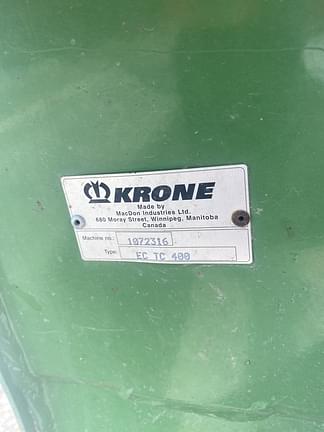 KRONE
Made by
MacDon Industries Ltd.
680 Moray Street, Winnipeg, Manitoba
Canada
Machine no.: 1072316
Type: EC TC 400